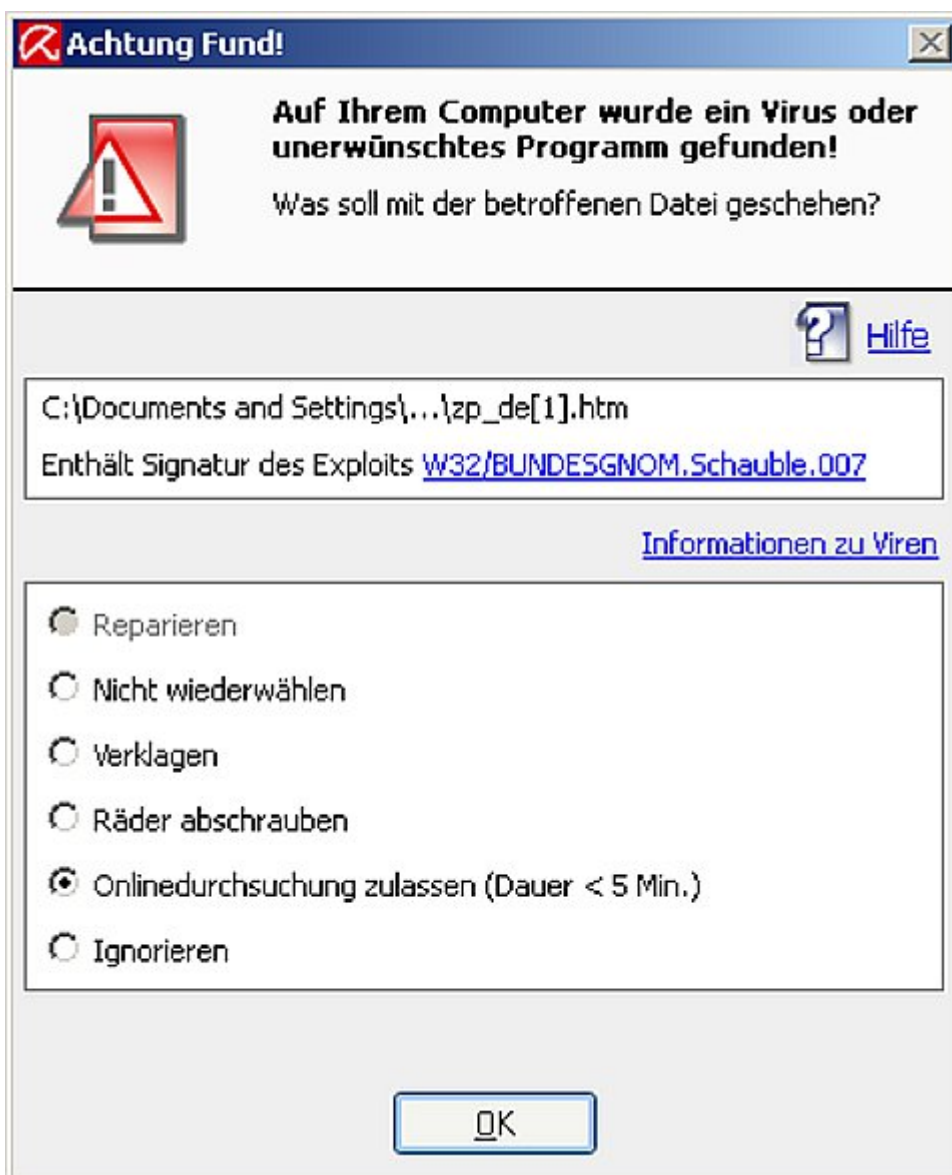 Achtung Fund!
Auf Ihrem Computer wurde ein Virus oder
unerwünschtes Programm gefunden!
Was soll mit der betroffenen Datei geschehen?
Hilfe
C:\Documents and Settings\...\zp_de[1].htm
Enthält Signatur des Exploits W32/BUNDESGNOM.Schauble.007
Informationen zu Viren
Reparieren
Nicht wiederwählen
Verklagen
Räder abschrauben
Onlinedurchsuchung zulassen (Dauer < 5 Min.)
Ignorieren
OK